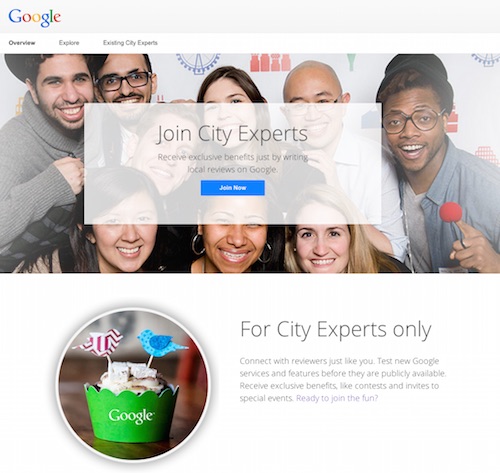 Google
Overview Explore Existing City Experts
Join City Experts
Receive exclusive benefits just by writing
local reviews on Google.
Join Now
For City Experts only
Connect with reviewers just like you. Test new Google
services and features before they are publicly available.
Receive exclusive benefits, like contests and invites to
special events. Ready to join the fun?
Google